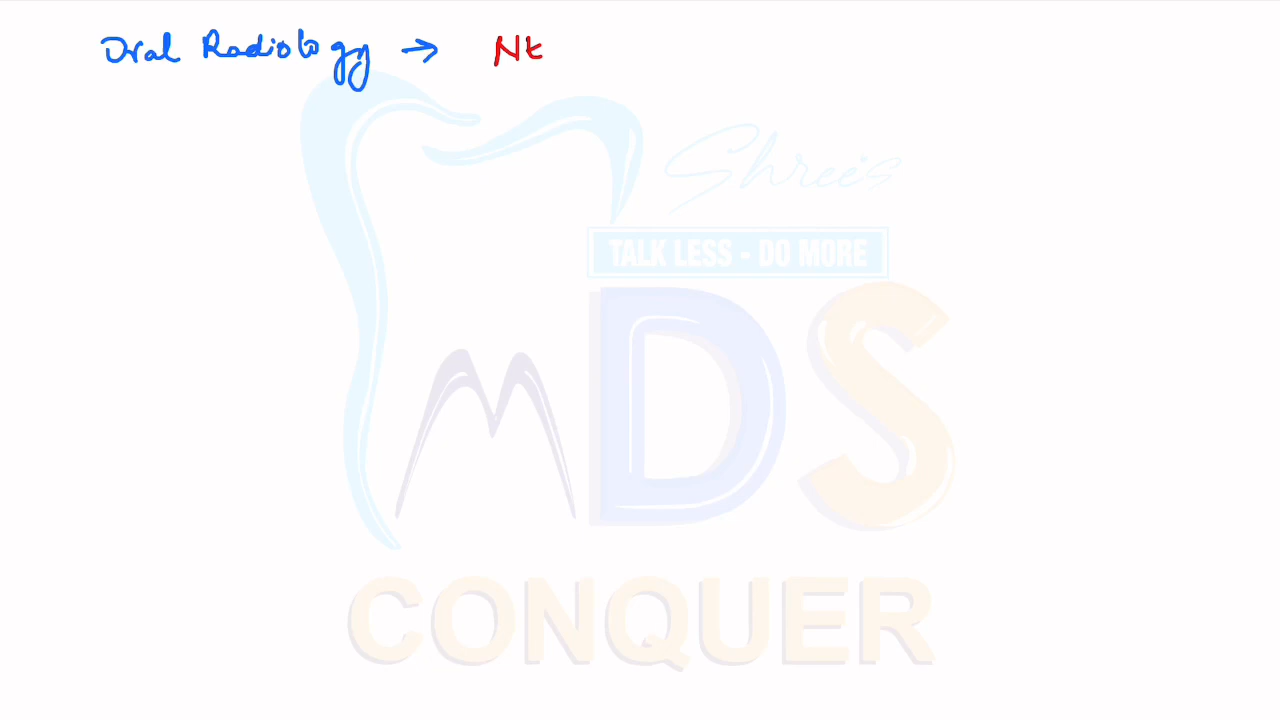 Oral Radiology → NE
Shree's
TALK LESS - DO MORE
MDS
CONQUER